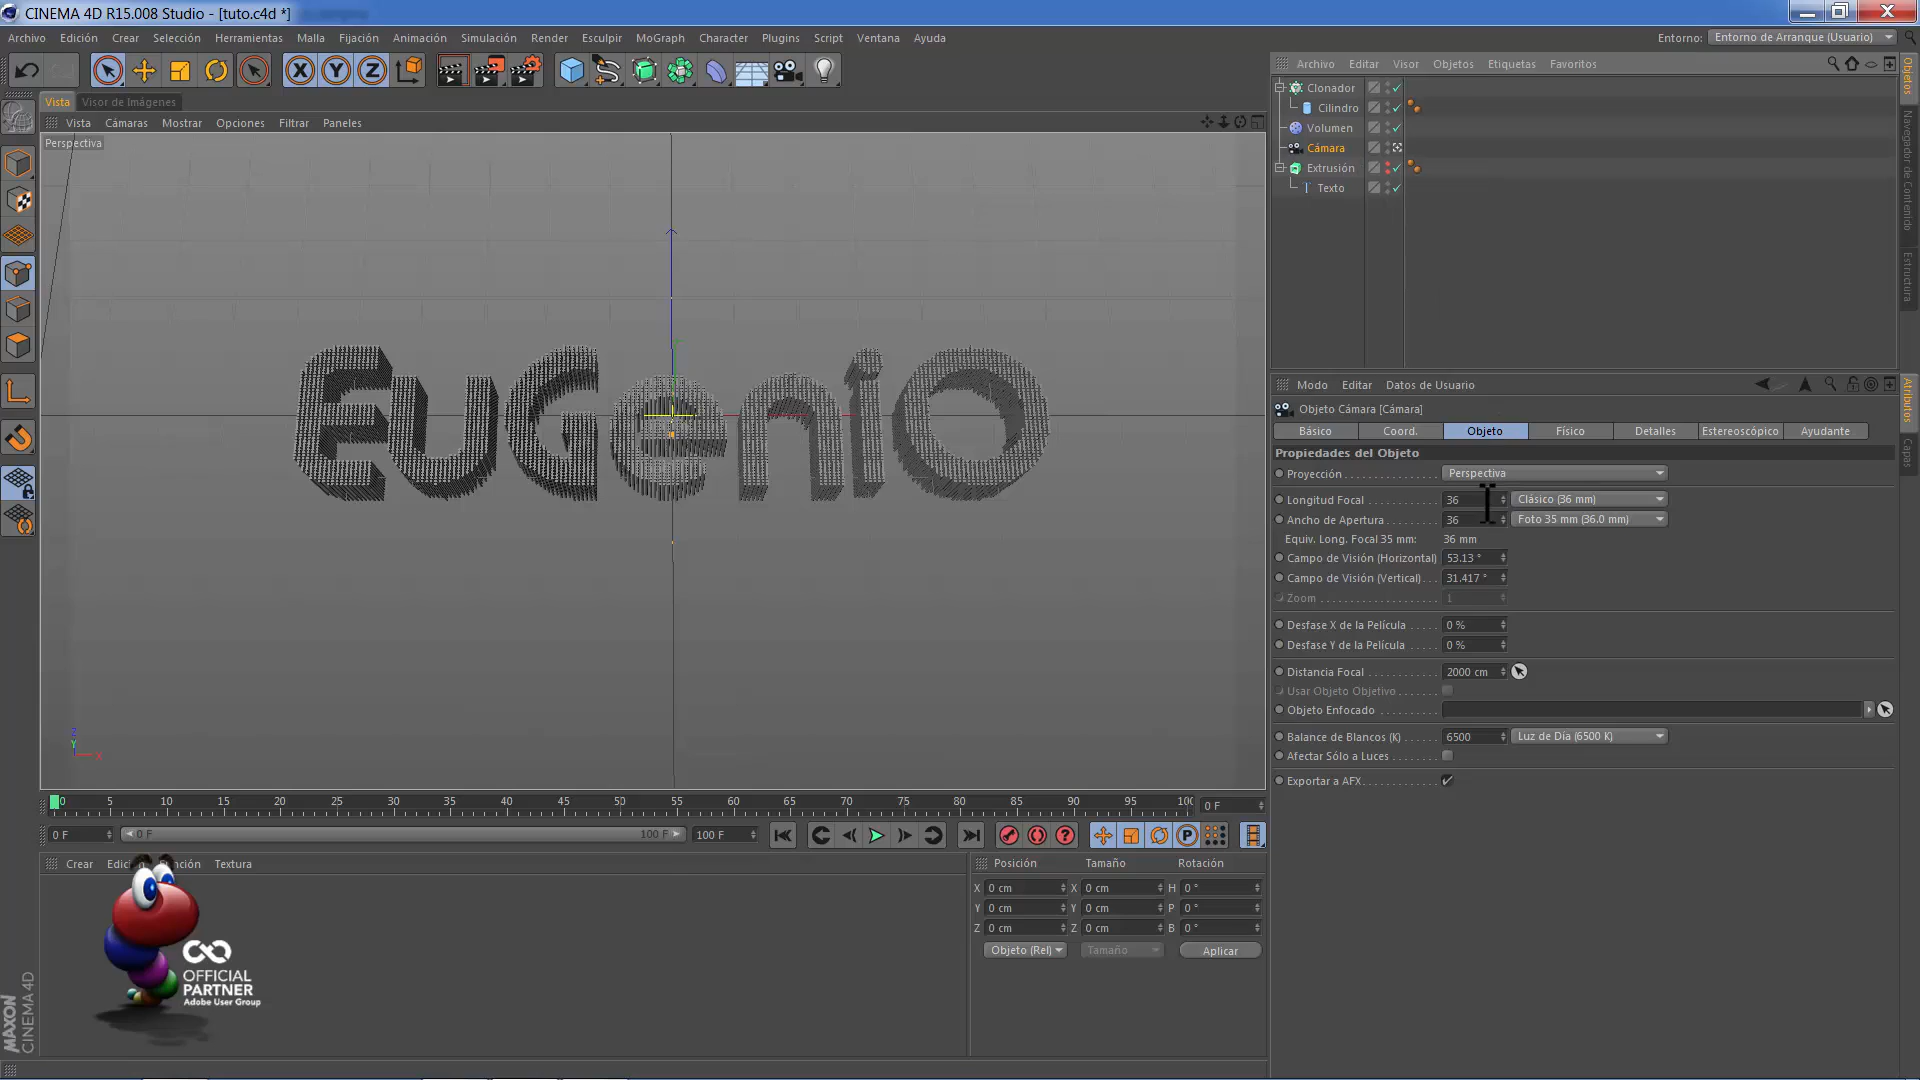 CINEMA 4D R15.008 Studio - [tuto.c4d *]
Archivo Edición Crear Selección Herramientas Malla Fijación Animación Simulación Render Esculpir MoGraph Character Plugins Script Ventana Ayuda
Entorno: Entorno de Arranque (Usuario)
Vista Visor de Imágenes
Vista Cámaras Mostrar Opciones Filtrar Paneles
Perspectiva
EUGeniO
Z
Y
X
Archivo Editar Visor Objetos Etiquetas Favoritos
Clonador
Cilindro
Volumen
Cámara
Extrusión
Texto
Objetos
Navegador de Contenido
Estructura
Modo Editar Datos de Usuario
Objeto Cámara [Cámara]
Básico Coord. Objeto Físico Detalles Estereoscópico Ayudante
Propiedades del Objeto
Proyección Perspectiva
Longitud Focal 36 Clásico (36 mm)
Ancho de Apertura 36 Foto 35 mm (36.0 mm)
Equiv. Long. Focal 35 mm: 36 mm
Campo de Visión (Horizontal) 53.13 °
Campo de Visión (Vertical) 31.417 °
Zoom 1
Desfase X de la Película 0 %
Desfase Y de la Película 0 %
Distancia Focal 2000 cm
Usar Objeto Objetivo
Objeto Enfocado
Balance de Blancos (K) 6500 Luz de Día (6500 K)
Afectar Sólo a Luces
Exportar a AFX
Atributos
Capas
0 5 10 15 20 25 30 35 40 45 50 55 60 65 70 75 80 85 90 95 0 F
0 F 0 F 100 F 100 F
Crear Textura
Posición Tamaño Rotación
X 0 cm X 0 cm H 0 °
Y 0 cm Y 0 cm P 0 °
Z 0 cm Z 0 cm B 0 °
Objeto (Rel) Tamaño Aplicar
OFFICIAL
PARTNER
Adobe User Group
MAXON
CINEMA 4D